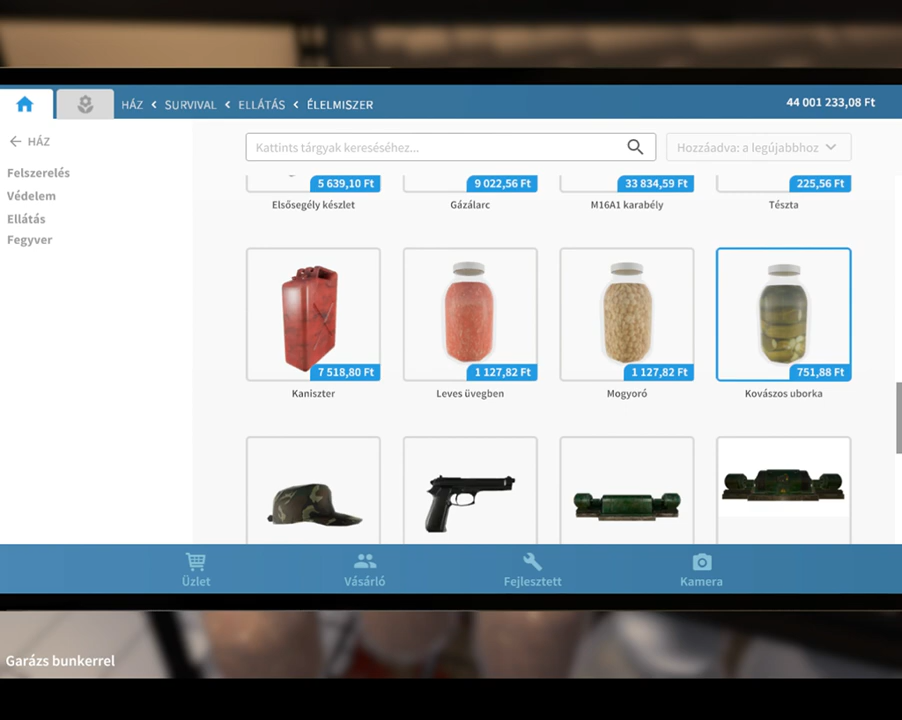 HÁZ < SURVIVAL < ELLÁTÁS < ÉLELMISZER
44 001 233,08 Ft
← HÁZ
Felszerelés
Védelem
Ellátás
Fegyver
Kattints tárgyak kereséséhez...
Hozzáadva: a legújabbhoz
5 639,10 Ft
9 022,56 Ft
33 834,59 Ft
225,56 Ft
Elsősegély készlet
Gázálarc
M16A1 karabély
Tészta
7 518,80 Ft
1 127,82 Ft
1 127,82 Ft
751,88 Ft
Kaniszter
Leves üvegben
Mogyoró
Kovászos uborka
Üzlet
Vásárló
Fejlesztett
Kamera
Garázs bunkerrel